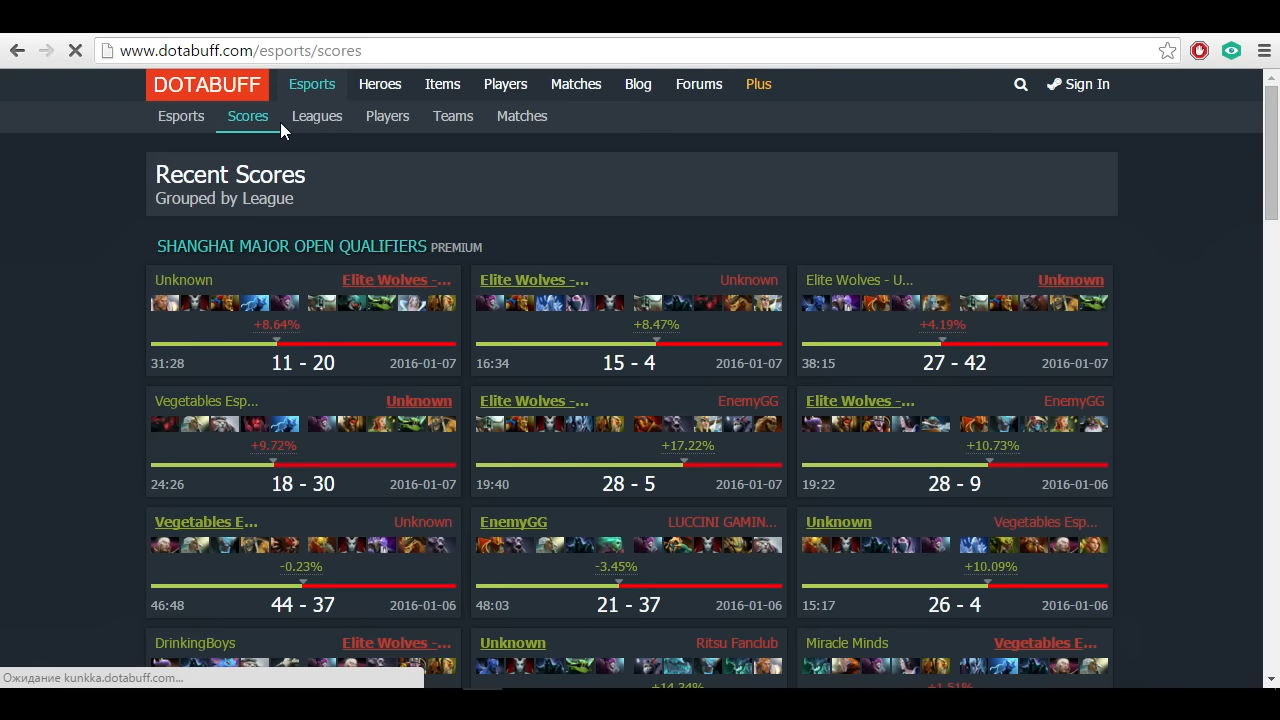 www.dotabuff.com/esports/scores
DOTABUFF Esports Heroes Items Players Matches Blog Forums Plus Sign In
Esports Scores Leagues Players Teams Matches
Recent Scores
Grouped by League
SHANGHAI MAJOR OPEN QUALIFIERS PREMIUM
Unknown Elite Wolves -...
+8.64%
31:28 11 - 20 2016-01-07
Elite Wolves -... Unknown
+8.47%
16:34 15 - 4 2016-01-07
Elite Wolves - U... Unknown
+4.19%
38:15 27 - 42 2016-01-07
Vegetables Esp... Unknown
+9.72%
24:26 18 - 30 2016-01-07
Elite Wolves -... EnemyGG
+17.22%
19:40 28 - 5 2016-01-07
Elite Wolves -... EnemyGG
+10.73%
19:22 28 - 9 2016-01-06
Vegetables E... Unknown
-0.23%
46:48 44 - 37 2016-01-06
EnemyGG LUCCINI GAMIN...
-3.45%
48:03 21 - 37 2016-01-06
Unknown Vegetables Esp...
+10.09%
15:17 26 - 4 2016-01-06
DrinkingBoys Elite Wolves -...
Unknown Ritsu Fanclub
+14.34%
Miracle Minds Vegetables E...
+1.51%
Ожидание kunkka.dotabuff.com...